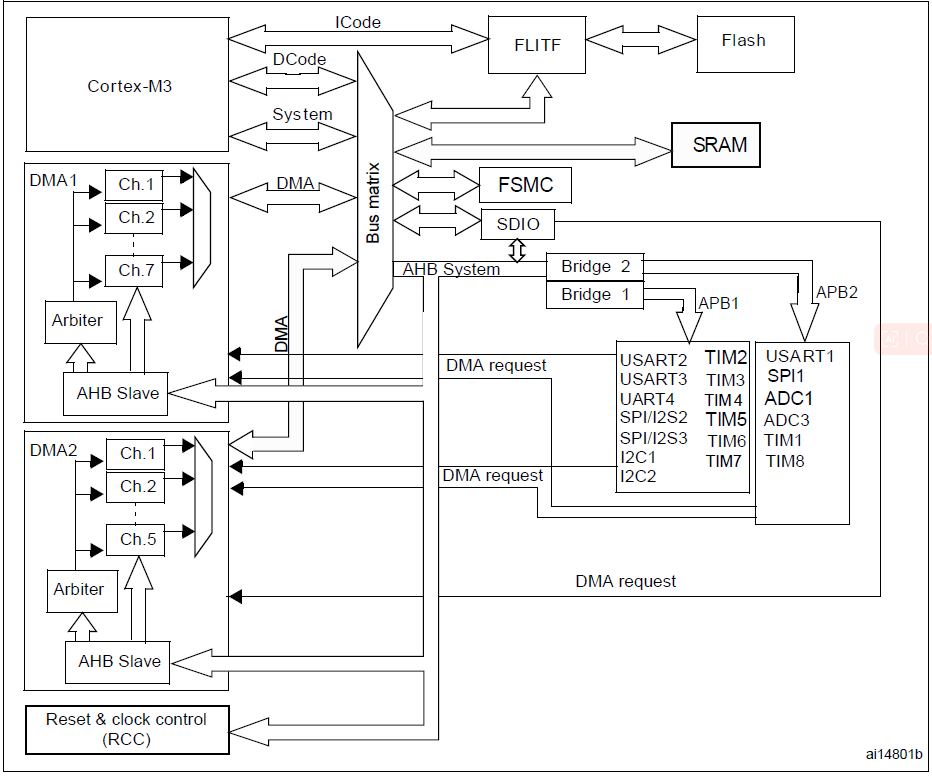 ICode
FLITF
Flash
Cortex-M3
DCode
System
SRAM
DMA1
Ch.1
Ch.2
Ch.7
DMA
Bus matrix
FSMC
SDIO
AHB System
Bridge 2
Bridge 1
APB1
APB2
Arbiter
AHB Slave
DMA
DMA request
USART2 TIM2
USART3 TIM3
UART4 TIM4
SPI/I2S2 TIM5
SPI/I2S3 TIM6
I2C1 TIM7
I2C2
USART1
SPI1
ADC1
ADC3
TIM1
TIM8
DMA2
Ch.1
Ch.2
Ch.5
DMA request
Arbiter
AHB Slave
DMA request
Reset & clock control
(RCC)
ai14801b